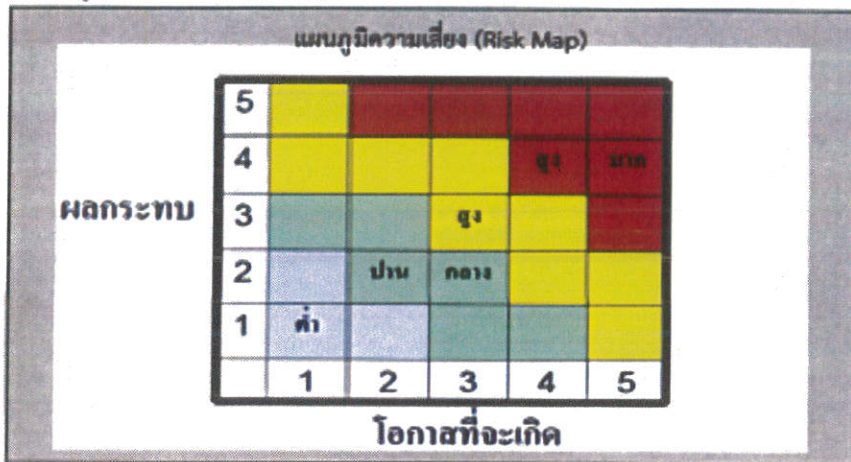 แผนภูมิความเสี่ยง (Risk Map)
5
4 สูง มาก
ผลกระทบ 3 สูง
2 ปาน กลาง
1 ต่ำ
1 2 3 4 5
โอกาสที่จะเกิด